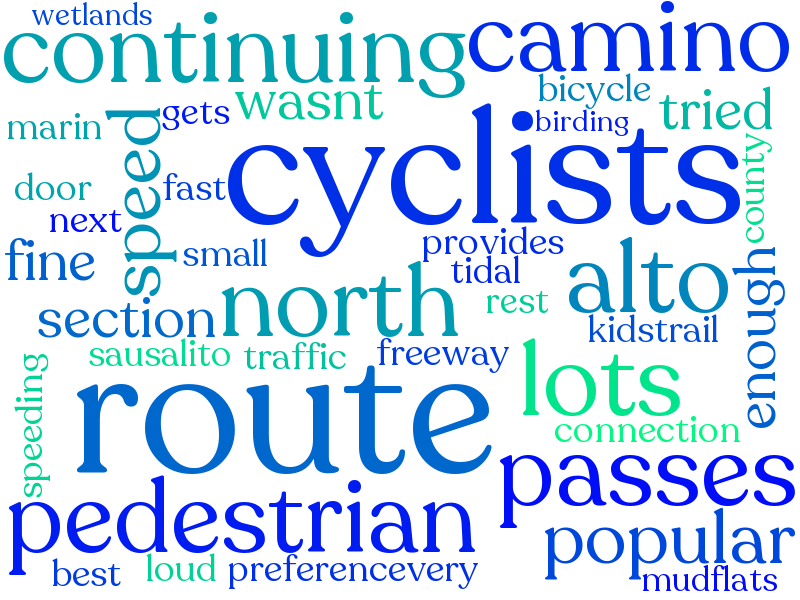 wetlands
continuing
camino
marin
speed
gets
wasnt
bicycle
birding
tried
door
fast
cyclists
county
next
fine
small
provides
tidal
alto
enough
section
north
rest
kidstrail
sausalito
traffic
freeway
lots
speeding
route
connection
passes
pedestrian
popular
best
loud
preferencevery
mudflats